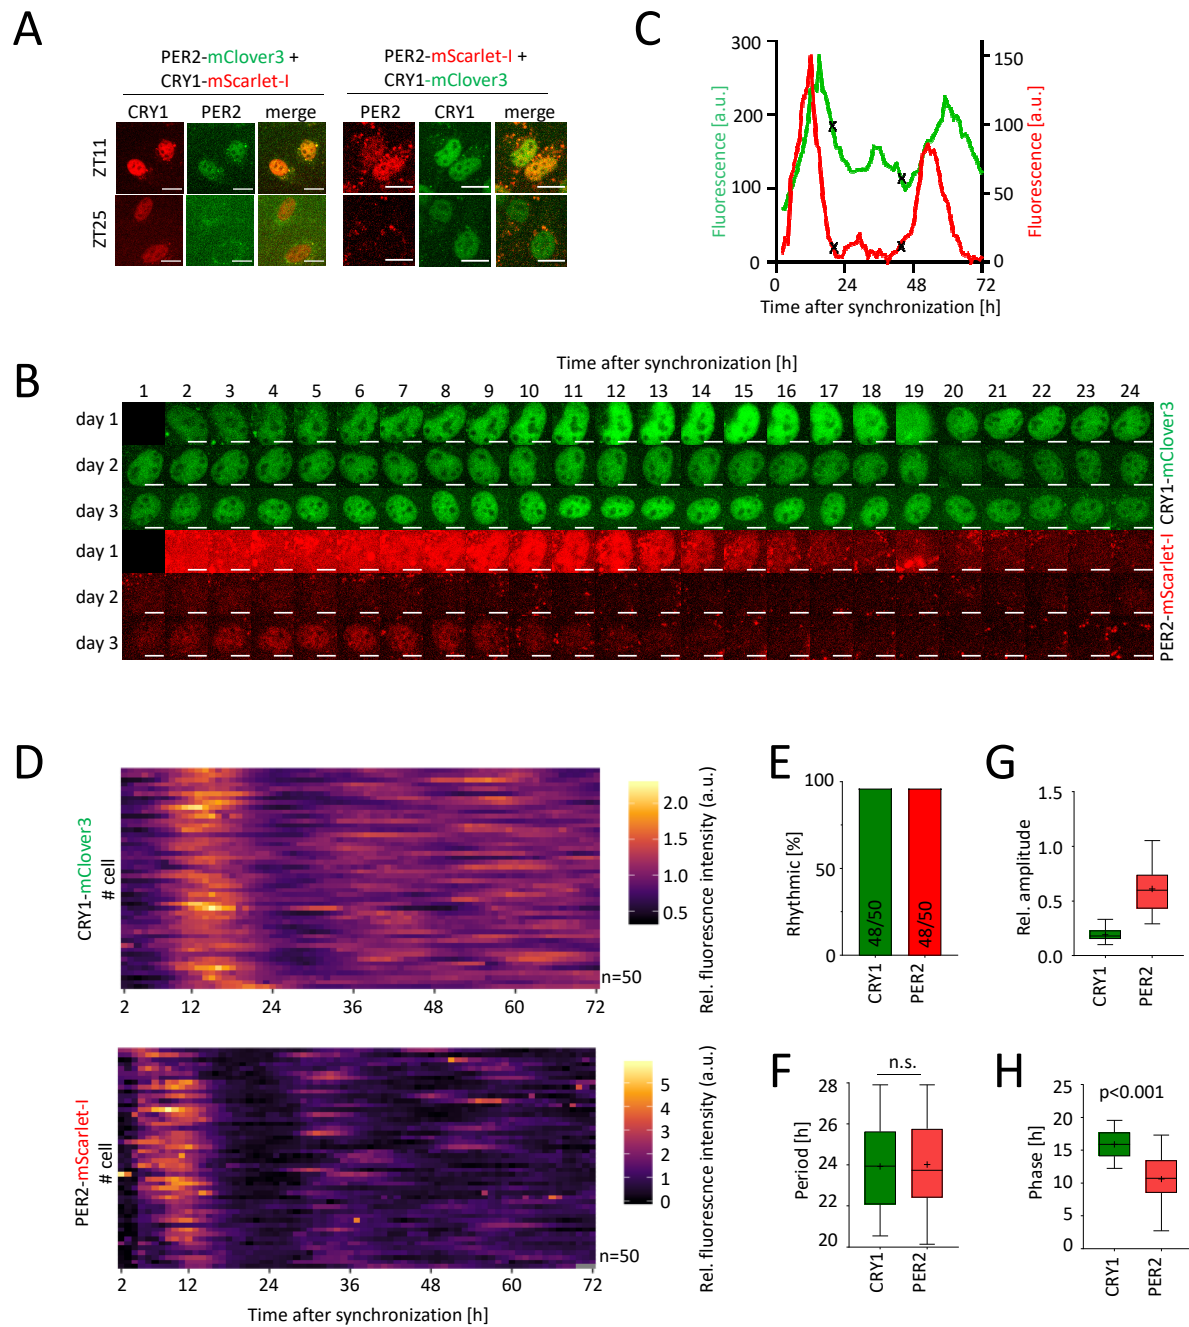 A
PER2-mClover3 +
CRY1-mScarlet-I
PER2-mScarlet-I +
CRY1-mClover3
CRY1 PER2 merge
PER2 CRY1 merge
ZT11
ZT25
C
300
200
100
0
Fluorescence [a.u.]
150
100
50
0
Fluorescence [a.u.]
0 24 48 72
Time after synchronization [h]
B
Time after synchronization [h]
1 2 3 4 5 6 7 8 9 10 11 12 13 14 15 16 17 18 19 20 21 22 23 24
day 1
day 2
day 3
CRY1-mClover3
day 1
day 2
day 3
PER2-mScarlet-I
D
CRY1-mClover3
# cell
n=50
2 12 24 36 48 60 72
2.0
1.5
1.0
0.5
Rel. fluorescence intensity (a.u.)
PER2-mScarlet-I
# cell
n=50
2 12 24 36 48 60 72
Time after synchronization [h]
5
4
3
2
1
0
Rel. fluorescnce intensity (a.u.)
E
100
50
0
Rhythmic [%]
48/50
48/50
CRY1
PER2
G
1.5
1.0
0.5
0.0
Rel. amplitude
CRY1
PER2
F
n.s.
28
26
24
22
20
Period [h]
CRY1
PER2
H
p<0.001
25
20
15
10
5
0
Phase [h]
CRY1
PER2